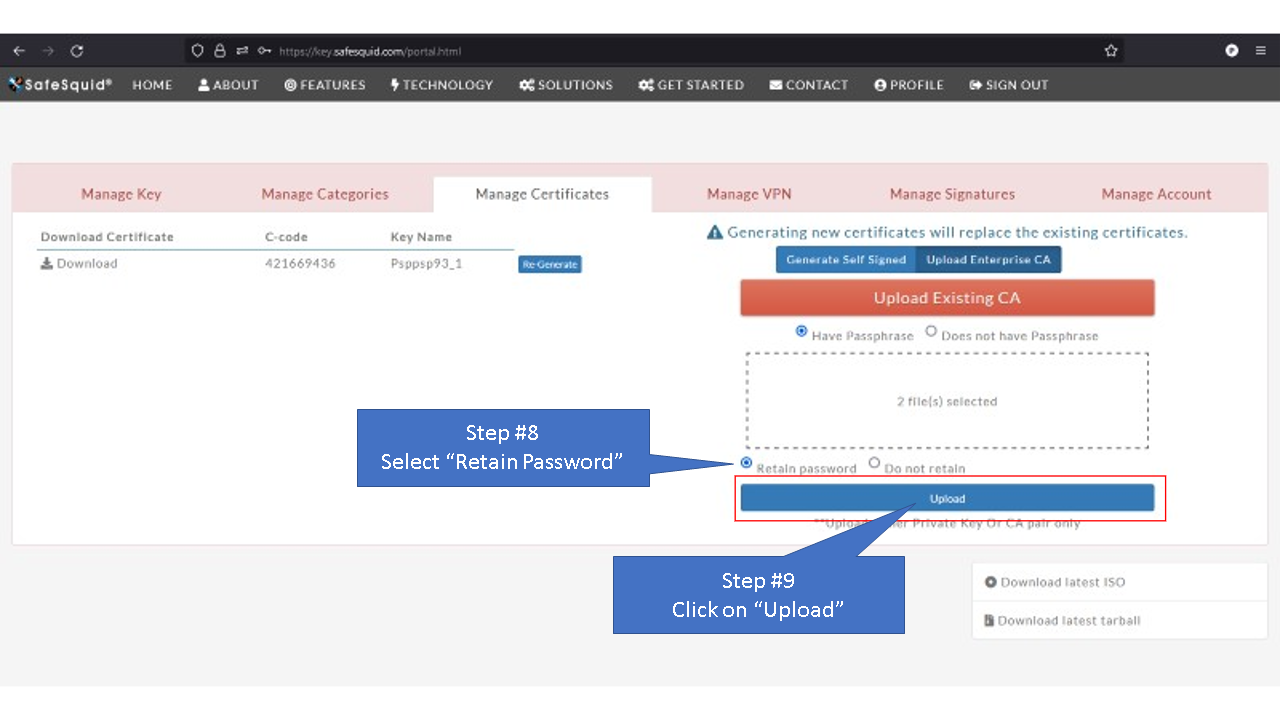 https://key.safesquid.com/portal.html
SafeSquid® HOME ABOUT FEATURES TECHNOLOGY SOLUTIONS GET STARTED CONTACT PROFILE SIGN OUT
Manage Key Manage Categories Manage Certificates Manage VPN Manage Signatures Manage Account
Download Certificate C-code Key Name
Download 421669436 Psppsp93_1 Re-Generate
Generating new certificates will replace the existing certificates.
Generate Self Signed Upload Enterprise CA
Upload Existing CA
Have Passphrase Does not have Passphrase
2 file(s) selected
Step #8
Select “Retain Password”
Retain password Do not retain
Upload
Private Key Or CA pair only
Step #9
Click on “Upload”
Download latest ISO
Download latest tarball